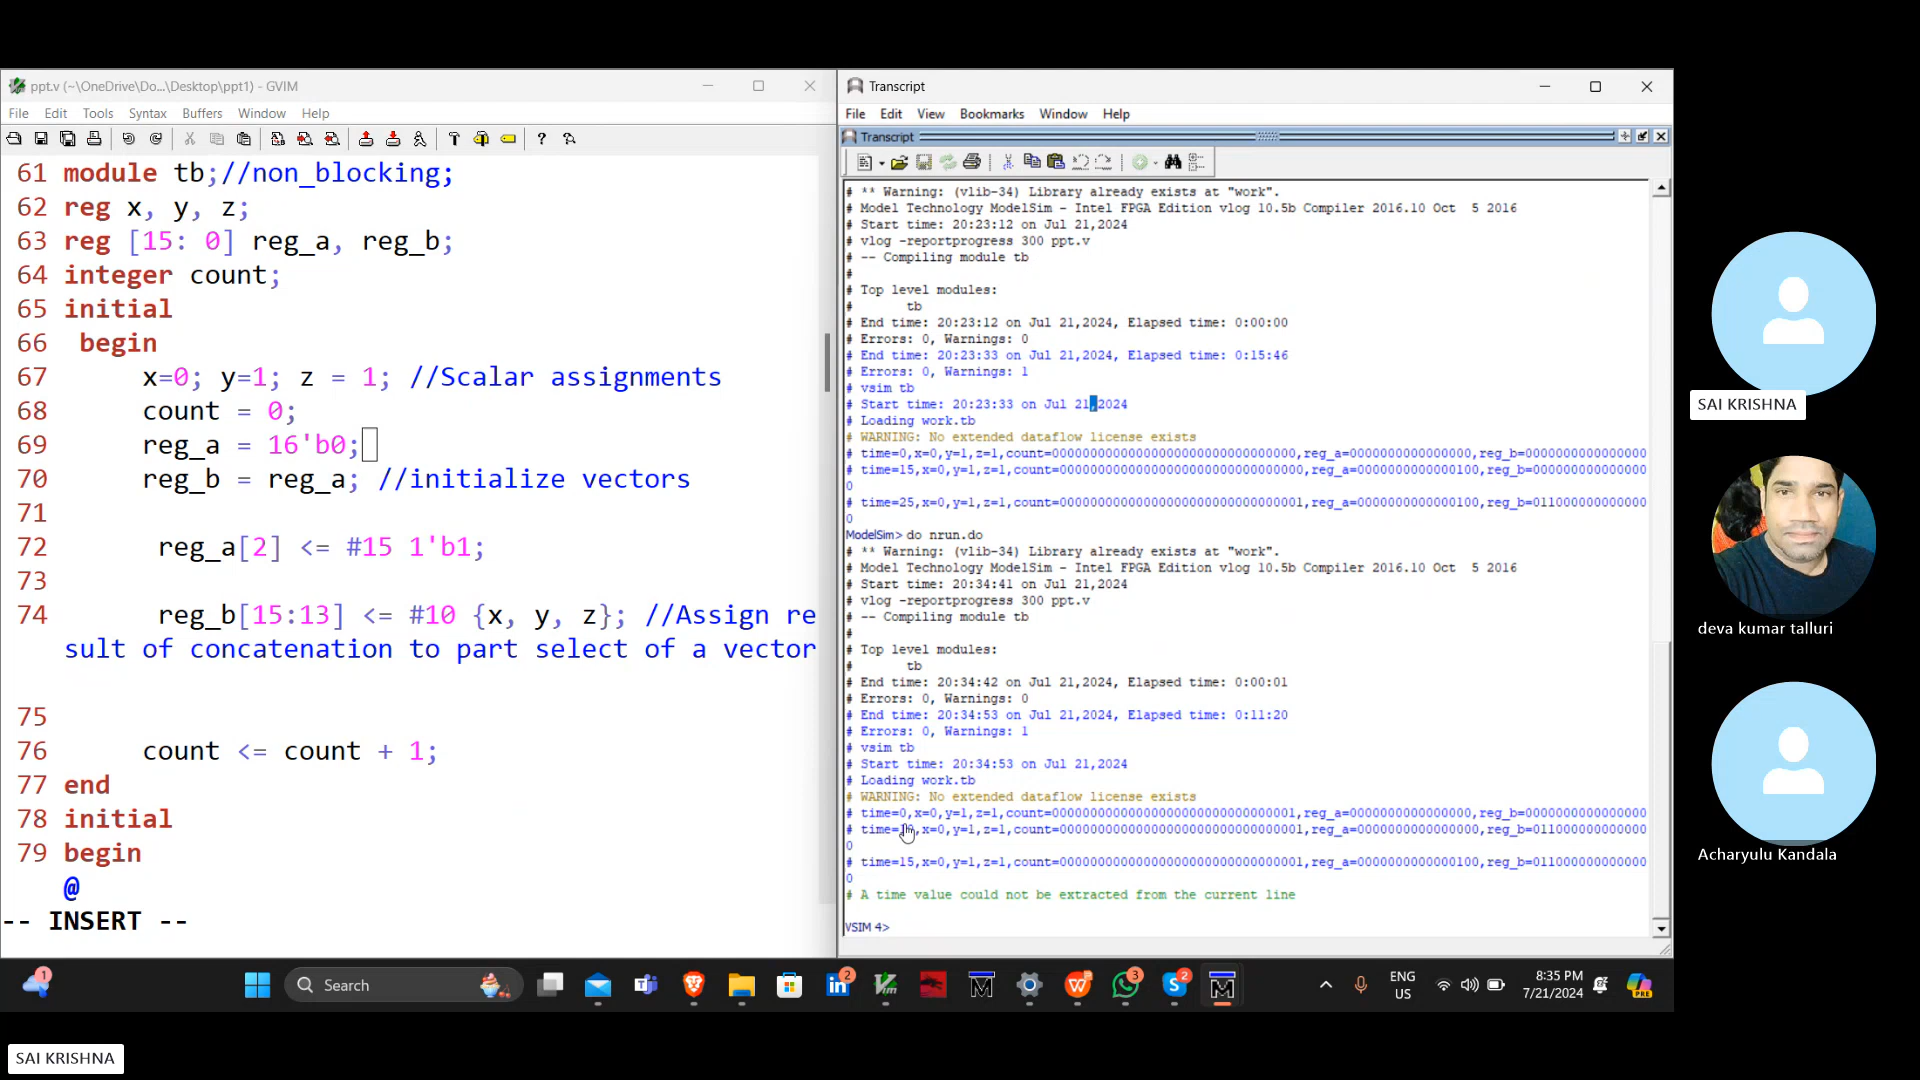 ppt.v (~\OneDrive\Do...\Desktop\ppt1) - GVIM
File Edit Tools Syntax Buffers Window Help
61 module tb;//non_blocking;
62 reg x, y, z;
63 reg [15: 0] reg_a, reg_b;
64 integer count;
65 initial
66 begin
67 x=0; y=1; z = 1; //Scalar assignments
68 count = 0;
69 reg_a = 16'b0;
70 reg_b = reg_a; //initialize vectors
71
72 reg_a[2] <= #15 1'b1;
73
74 reg_b[15:13] <= #10 {x, y, z}; //Assign re
sult of concatenation to part select of a vector
75
76 count <= count + 1;
77 end
78 initial
79 begin
@
-- INSERT --
Transcript
File Edit View Bookmarks Window Help
Transcript
# ** Warning: (vlib-34) Library already exists at "work".
# Model Technology ModelSim - Intel FPGA Edition vlog 10.5b Compiler 2016.10 Oct 5 2016
# Start time: 20:23:12 on Jul 21,2024
# vlog -reportprogress 300 ppt.v
# -- Compiling module tb
#
# Top level modules:
# tb
# End time: 20:23:12 on Jul 21,2024, Elapsed time: 0:00:00
# Errors: 0, Warnings: 0
# End time: 20:23:33 on Jul 21,2024, Elapsed time: 0:15:46
# Errors: 0, Warnings: 1
# vsim tb
# Start time: 20:23:33 on Jul 21,2024
# Loading work.tb
# WARNING: No extended dataflow license exists
# time=0,x=0,y=1,z=1,count=00000000000000000000000000000000,reg_a=0000000000000000,reg_b=000000000000000
# time=15,x=0,y=1,z=1,count=00000000000000000000000000000000,reg_a=0000000000000100,reg_b=000000000000000
0
# time=25,x=0,y=1,z=1,count=00000000000000000000000000000001,reg_a=0000000000000100,reg_b=011000000000000
0
ModelSim> do nrun.do
# ** Warning: (vlib-34) Library already exists at "work".
# Model Technology ModelSim - Intel FPGA Edition vlog 10.5b Compiler 2016.10 Oct 5 2016
# Start time: 20:34:41 on Jul 21,2024
# vlog -reportprogress 300 ppt.v
# -- Compiling module tb
#
# Top level modules:
# tb
# End time: 20:34:42 on Jul 21,2024, Elapsed time: 0:00:01
# Errors: 0, Warnings: 0
# End time: 20:34:53 on Jul 21,2024, Elapsed time: 0:11:20
# Errors: 0, Warnings: 1
# vsim tb
# Start time: 20:34:53 on Jul 21,2024
# Loading work.tb
# WARNING: No extended dataflow license exists
# time=0,x=0,y=1,z=1,count=00000000000000000000000000000001,reg_a=0000000000000000,reg_b=000000000000000
# time=10,x=0,y=1,z=1,count=00000000000000000000000000000001,reg_a=0000000000000000,reg_b=011000000000000
0
# time=15,x=0,y=1,z=1,count=00000000000000000000000000000001,reg_a=0000000000000100,reg_b=011000000000000
0
# A time value could not be extracted from the current line
VSIM 4>
SAI KRISHNA
deva kumar talluri
Acharyulu Kandala
1
Search
2
3
2
ENG
US
8:35 PM
7/21/2024
PRE
SAI KRISHNA